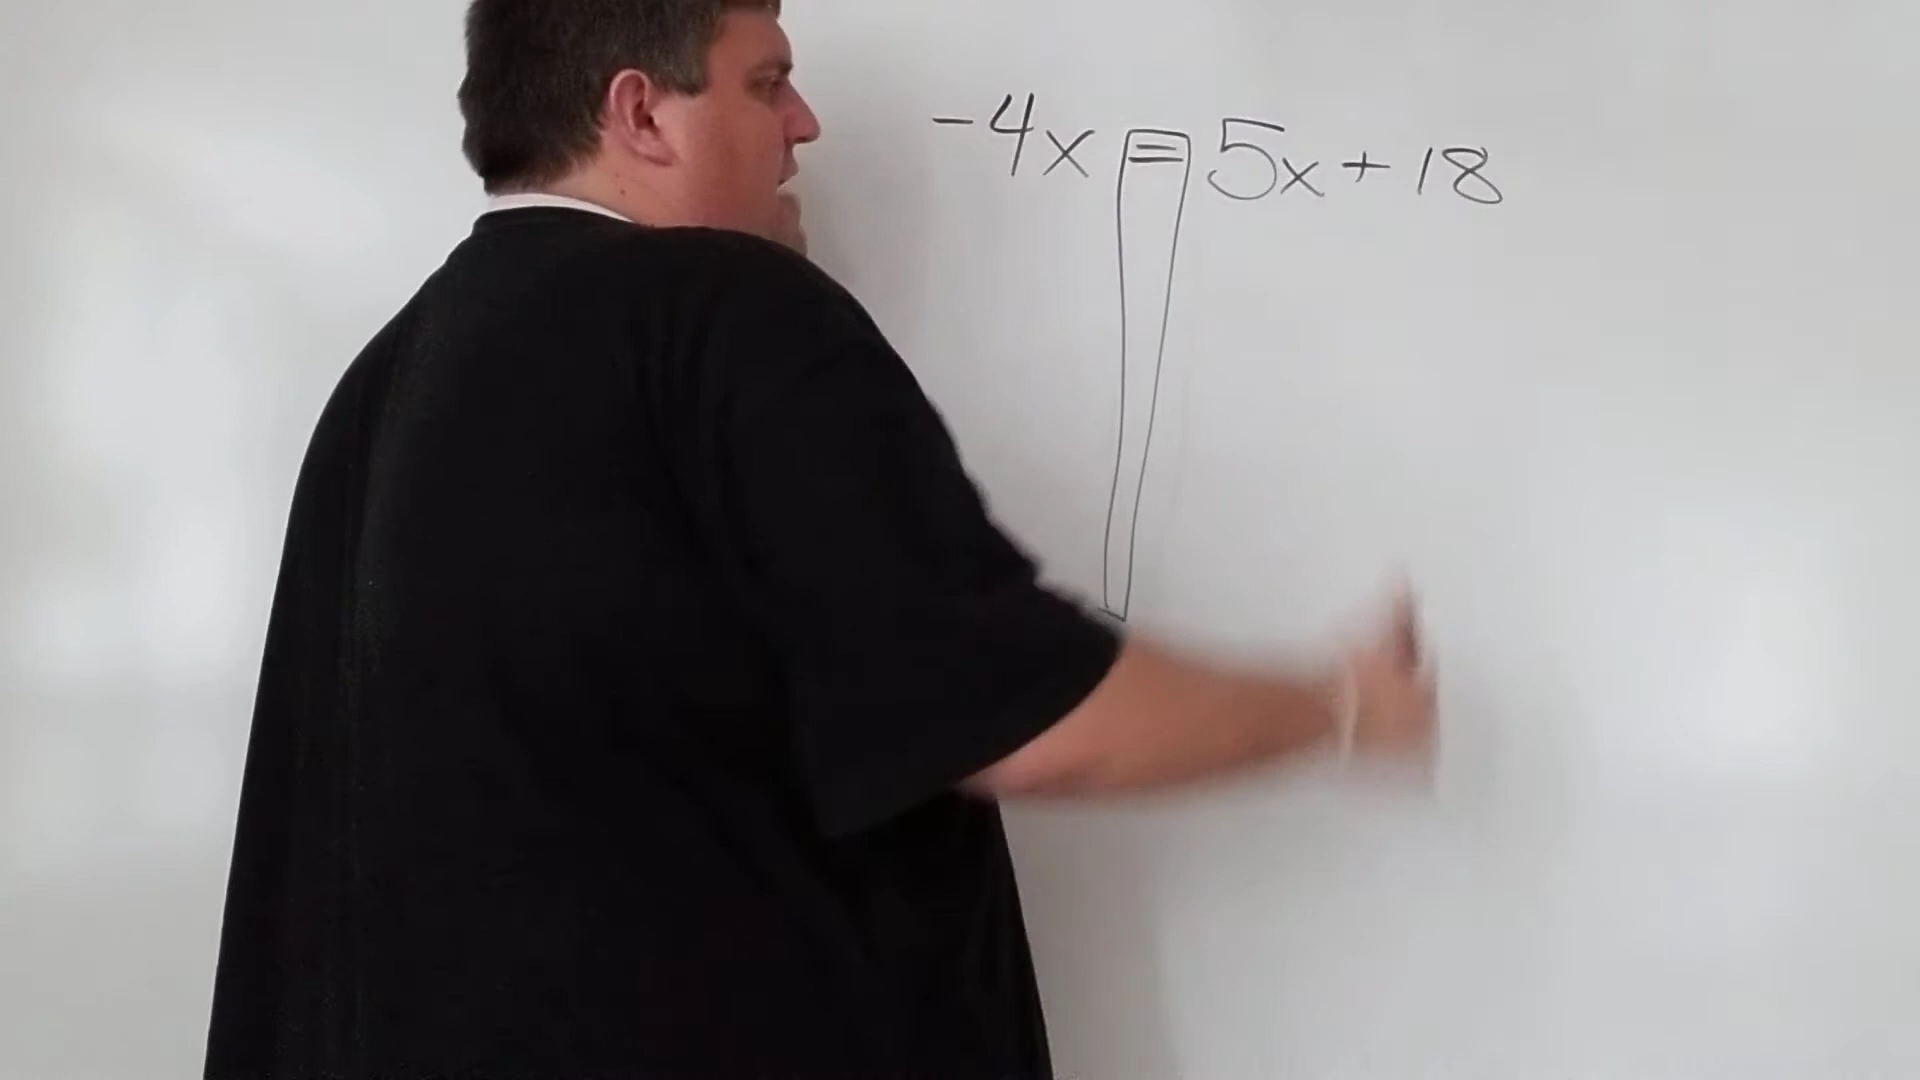 -4x = 5x + 18